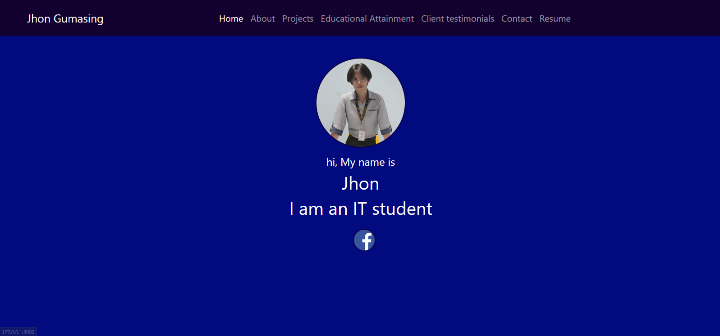 Jhon Gumasing
Home About Projects Educational Attainment Client testimonials Contact Resume
hi, My name is
Jhon
I am an IT student